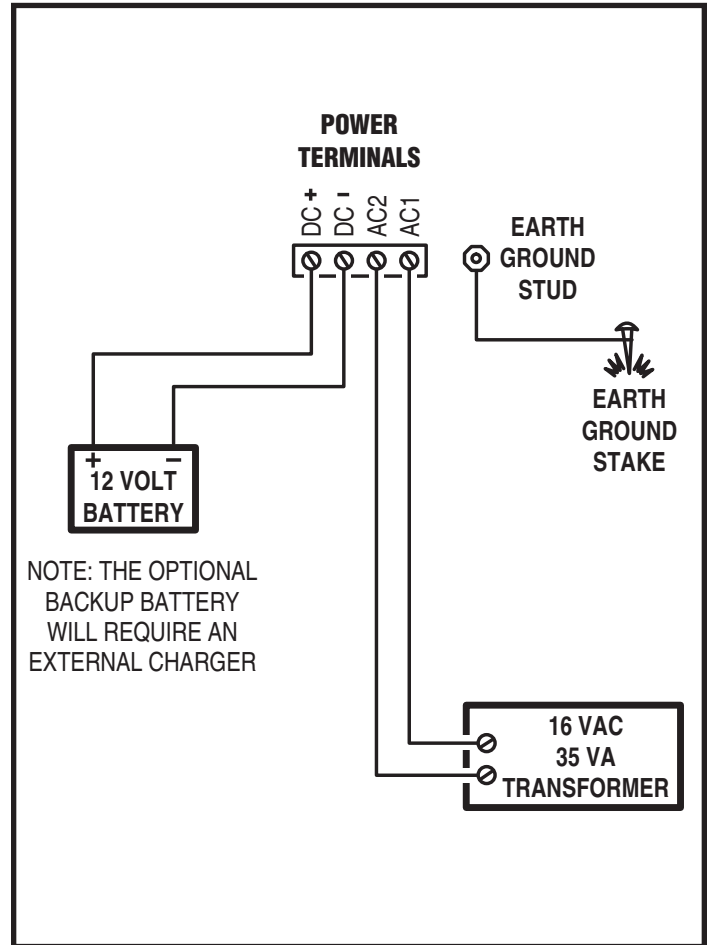 POWER
TERMINALS
DC +
DC −
AC2
AC1
EARTH
GROUND
STUD
EARTH
GROUND
STAKE
+ −
12 VOLT
BATTERY
NOTE: THE OPTIONAL
BACKUP BATTERY
WILL REQUIRE AN
EXTERNAL CHARGER
16 VAC
35 VA
TRANSFORMER